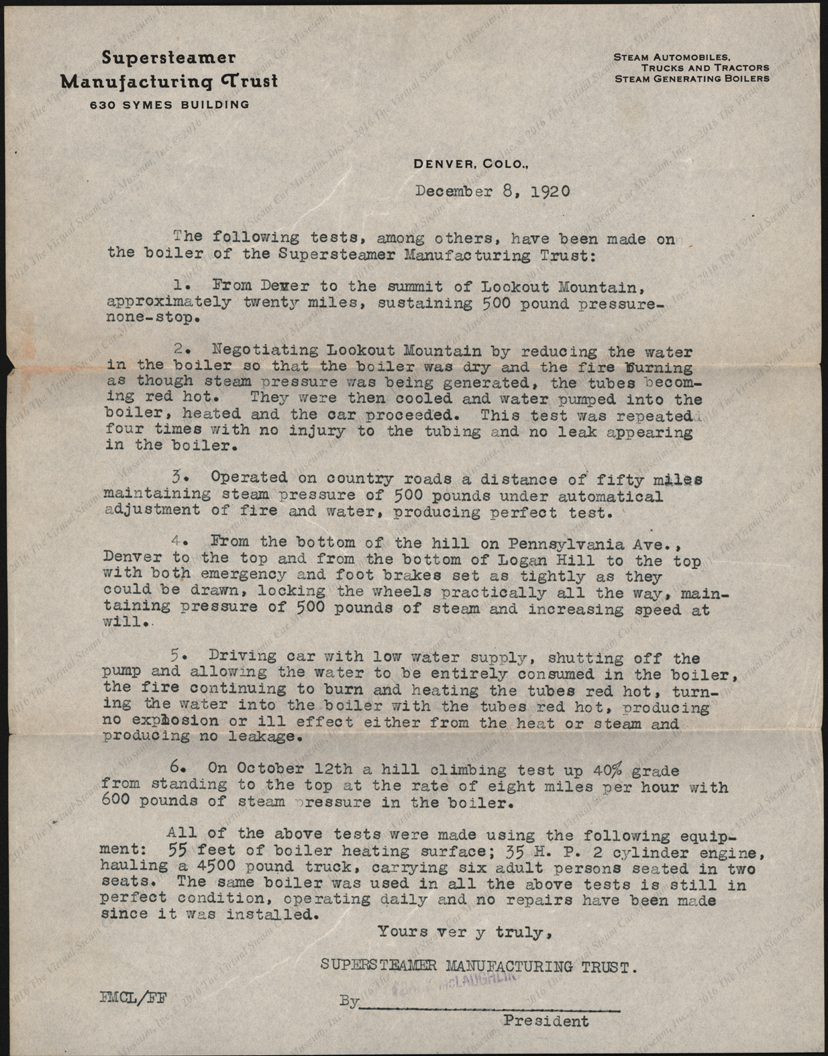 Supersteamer
Manufacturing Trust
630 SYMES BUILDING
STEAM AUTOMOBILES,
TRUCKS AND TRACTORS
STEAM GENERATING BOILERS
DENVER, COLO.,
December 8, 1920
The following tests, among others, have been made on
the boiler of the Supersteamer Manufacturing Trust:
1. From Dever to the summit of Lookout Mountain,
approximately twenty miles, sustaining 500 pound pressure-
none-stop.
2. Negotiating Lookout Mountain by reducing the water
in the boiler so that the boiler was dry and the fire burning
as though steam pressure was being generated, the tubes becom-
ing red hot. They were then cooled and water pumped into the
boiler, heated and the car proceeded. This test was repeated
four times with no injury to the tubing and no leak appearing
in the boiler.
3. Operated on country roads a distance of fifty miles
maintaining steam pressure of 500 pounds under automatical
adjustment of fire and water, producing perfect test.
4. From the bottom of the hill on Pennsylvania Ave.,
Denver to the top and from the bottom of Logan Hill to the top
with both emergency and foot brakes set as tightly as they
could be drawn, locking the wheels practically all the way, main-
taining pressure of 500 pounds of steam and increasing speed at
will.
5. Driving car with low water supply, shutting off the
pump and allowing the water to be entirely consumed in the boiler,
the fire continuing to burn and heating the tubes red hot, turn-
ing the water into the boiler with the tubes red hot, producing
no explosion or ill effect either from the heat or steam and
producing no leakage.
6. On October 12th a hill climbing test up 40% grade
from standing to the top at the rate of eight miles per hour with
600 pounds of steam pressure in the boiler.
All of the above tests were made using the following equip-
ment: 55 feet of boiler heating surface; 35 H. P. 2 cylinder engine,
hauling a 4500 pound truck, carrying six adult persons seated in two
seats. The same boiler was used in all the above tests is still in
perfect condition, operating daily and no repairs have been made
since it was installed.
Yours ver y truly,
SUPERSTEAMER MANUFACTURING TRUST.
McLAUGHLIN
FMCL/FF
By
President